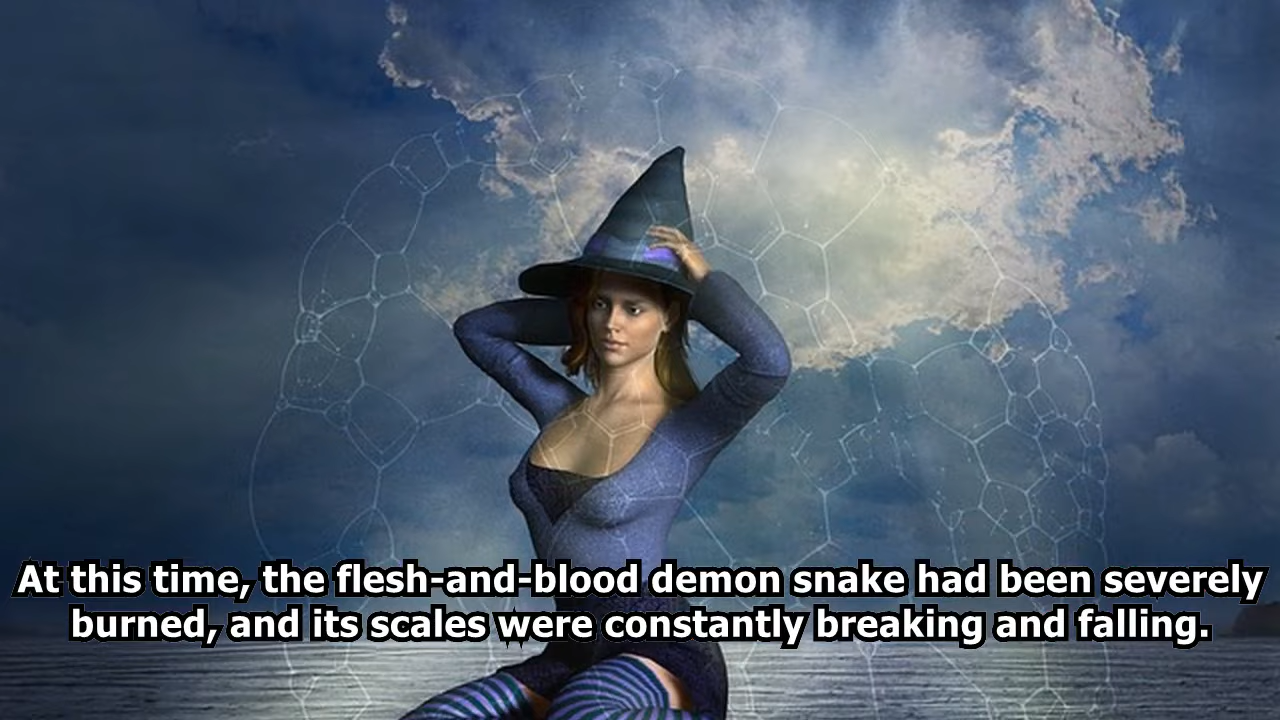 At this time, the flesh-and-blood demon snake had been severely
burned, and its scales were constantly breaking and falling.